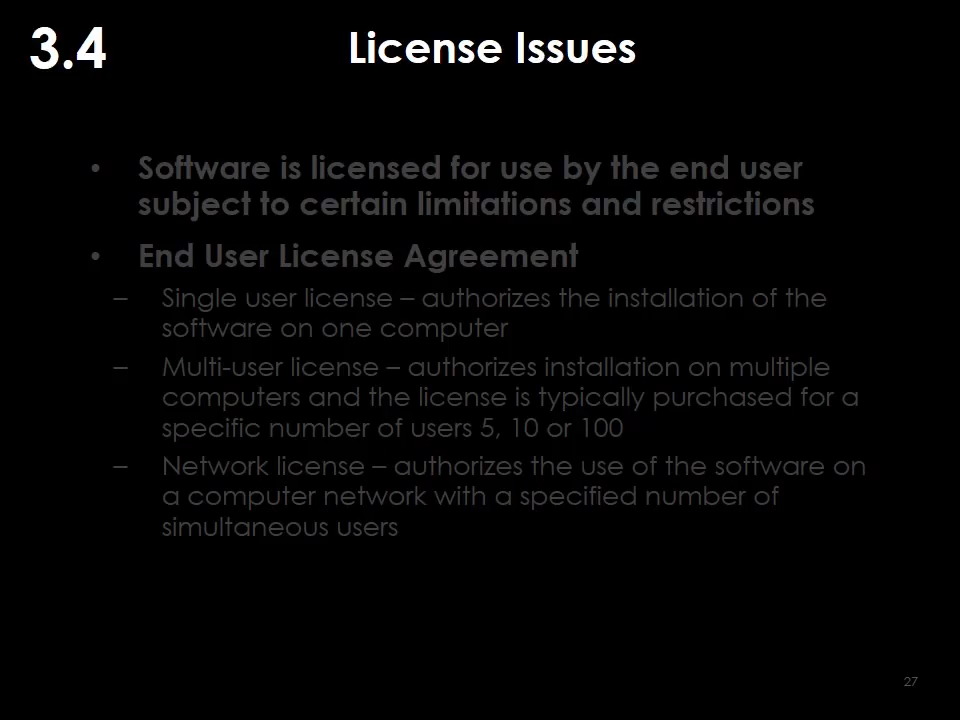 3.4
License Issues
• Software is licensed for use by the end user
subject to certain limitations and restrictions
• End User License Agreement
– Single user license – authorizes the installation of the
software on one computer
– Multi-user license – authorizes installation on multiple
computers and the license is typically purchased for a
specific number of users 5, 10 or 100
– Network license – authorizes the use of the software on
a computer network with a specified number of
simultaneous users
27